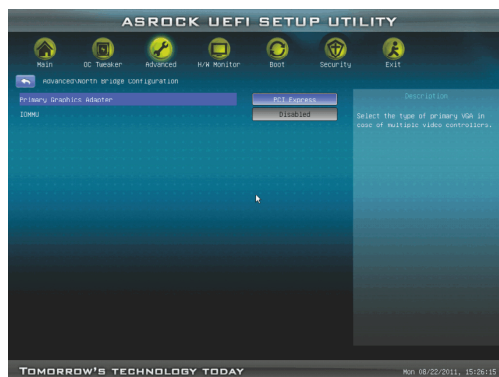 ASROCK UEFI SETUP UTILITY
Main OC Tweaker Advanced H/W Monitor Boot Security Exit
Advanced\North Bridge Configuration
Primary Graphics Adapter PCI Express
IOMMU Disabled
Description
Select the type of primary VGA in
case of multiple video controllers.
TOMORROW'S TECHNOLOGY TODAY
Mon 08/22/2011, 15:26:15